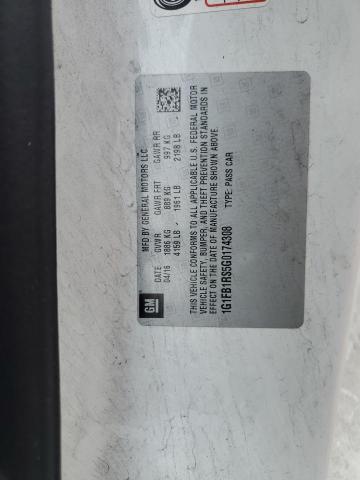 GM
MFD BY GENERAL MOTORS LLC
DATE GVWR GAWR FRT GAWR RR
04/16 1886 KG 889 KG 997 KG
4159 LB 1961 LB 2198 LB
THIS VEHICLE CONFORMS TO ALL APPLICABLE U.S. FEDERAL MOTOR
VEHICLE SAFETY, BUMPER, AND THEFT PREVENTION STANDARDS IN
EFFECT ON THE DATE OF MANUFACTURE SHOWN ABOVE.
1G1FB1RS5G0174308 TYPE: PASS CAR